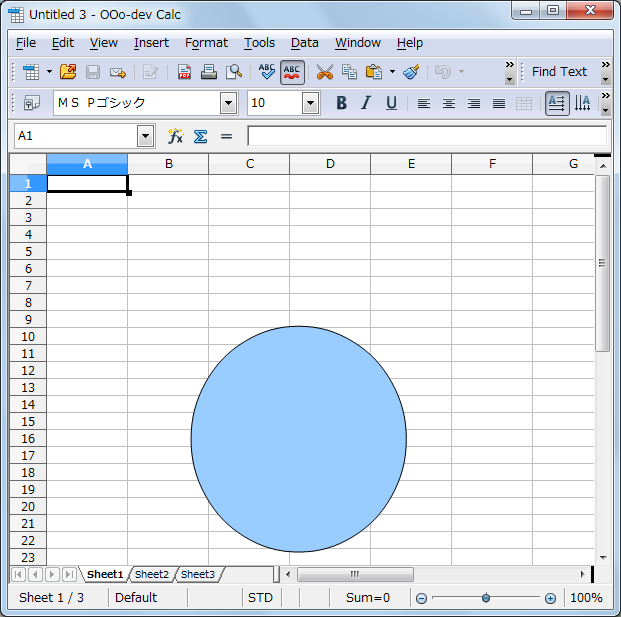 Untitled 3 - OOo-dev Calc
File Edit View Insert Format Tools Data Window Help
ABC ABC Find Text
ＭＳ Ｐゴシック 10 B I U
A1 fx Σ =
A B C D E F G
1
2
3
4
5
6
7
8
9
10
11
12
13
14
15
16
17
18
19
20
21
22
23
Sheet1 Sheet2 Sheet3
Sheet 1 / 3 Default STD Sum=0 100%